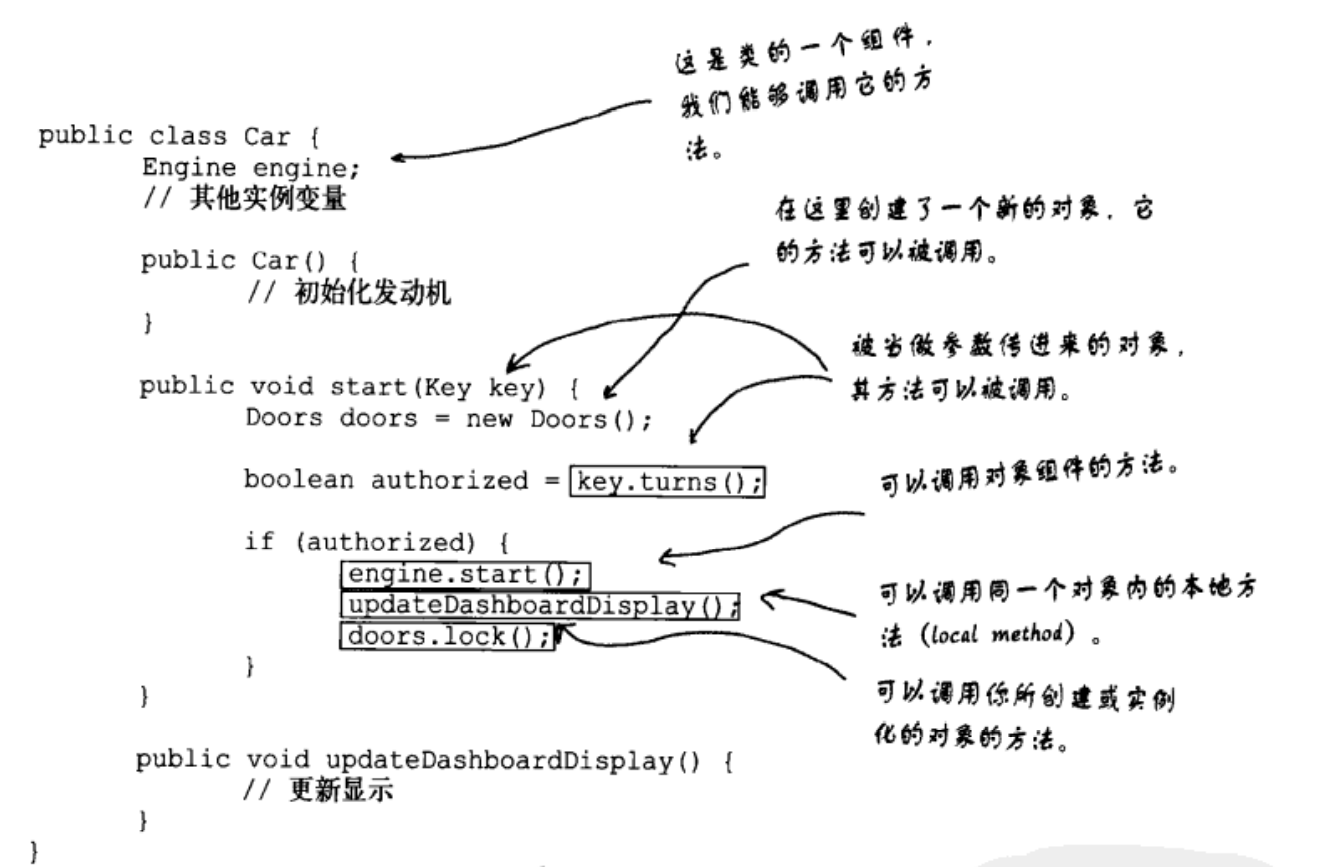 这是类的一个组件，
我们能够调用它的方
法。
public class Car {
Engine engine;
// 其他实例变量
在这里创建了一个新的对象，它
的方法可以被调用。
public Car() {
// 初始化发动机
}
被当做参数传进来的对象，
其方法可以被调用。
public void start(Key key) {
Doors doors = new Doors();
boolean authorized = key.turns();
可以调用对象组件的方法。
if (authorized) {
engine.start();
updateDashboardDisplay();
doors.lock();
}
}
可以调用同一个对象内的本地方
法（local method）。
可以调用你所创建或实例
化的对象的方法。
public void updateDashboardDisplay() {
// 更新显示
}
}